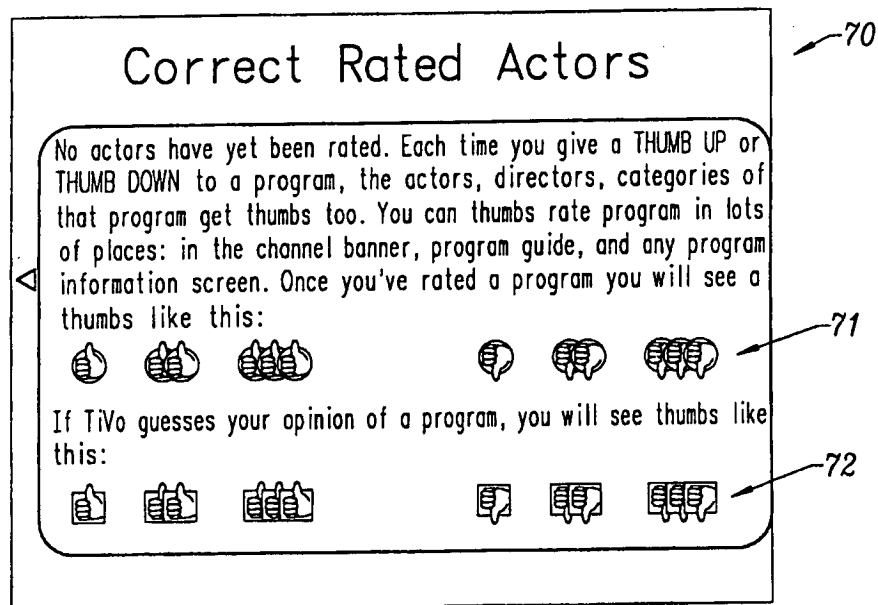 Correct Rated Actors
70
No actors have yet been rated. Each time you give a THUMB UP or
THUMB DOWN to a program, the actors, directors, categories of
that program get thumbs too. You can thumbs rate program in lots
of places: in the channel banner, program guide, and any program
information screen. Once you've rated a program you will see a
thumbs like this:
71
If TiVo guesses your opinion of a program, you will see thumbs like
this:
72